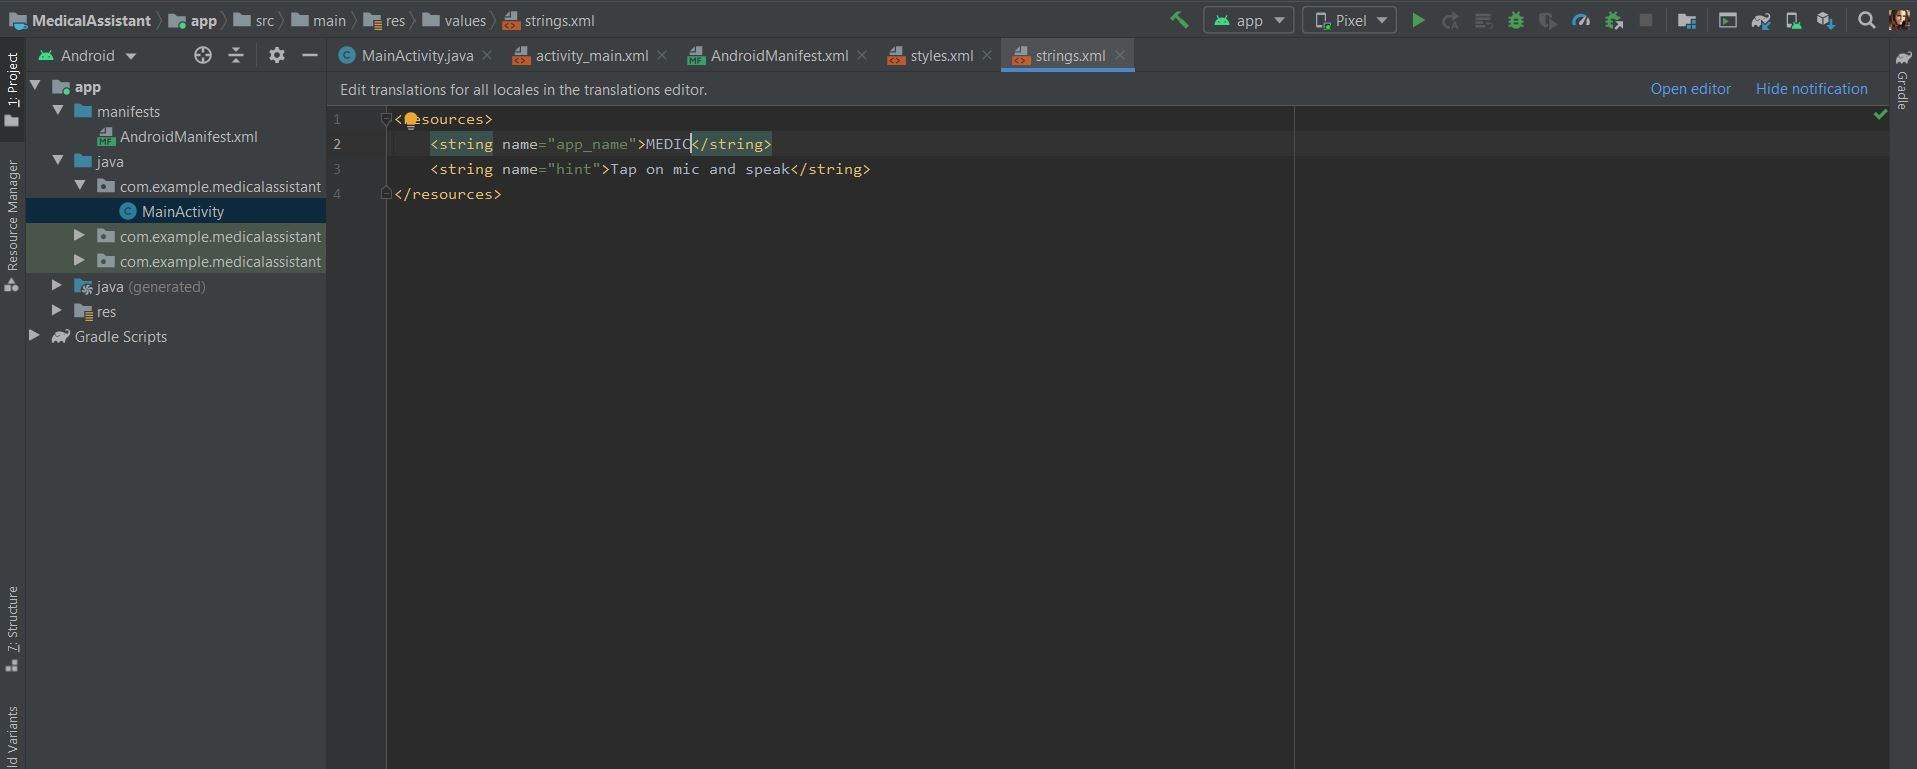 MedicalAssistant app src main res values strings.xml app Pixel
1: Project
Resource Manager
7: Structure
ld Variants
Android
app
manifests
AndroidManifest.xml
java
com.example.medicalassistant
MainActivity
com.example.medicalassistant
com.example.medicalassistant
java (generated)
res
Gradle Scripts
MainActivity.java activity_main.xml AndroidManifest.xml styles.xml strings.xml
Edit translations for all locales in the translations editor. Open editor Hide notification
1 <resources>
2 <string name="app_name">MEDIC</string>
3 <string name="hint">Tap on mic and speak</string>
4 </resources>
Gradle